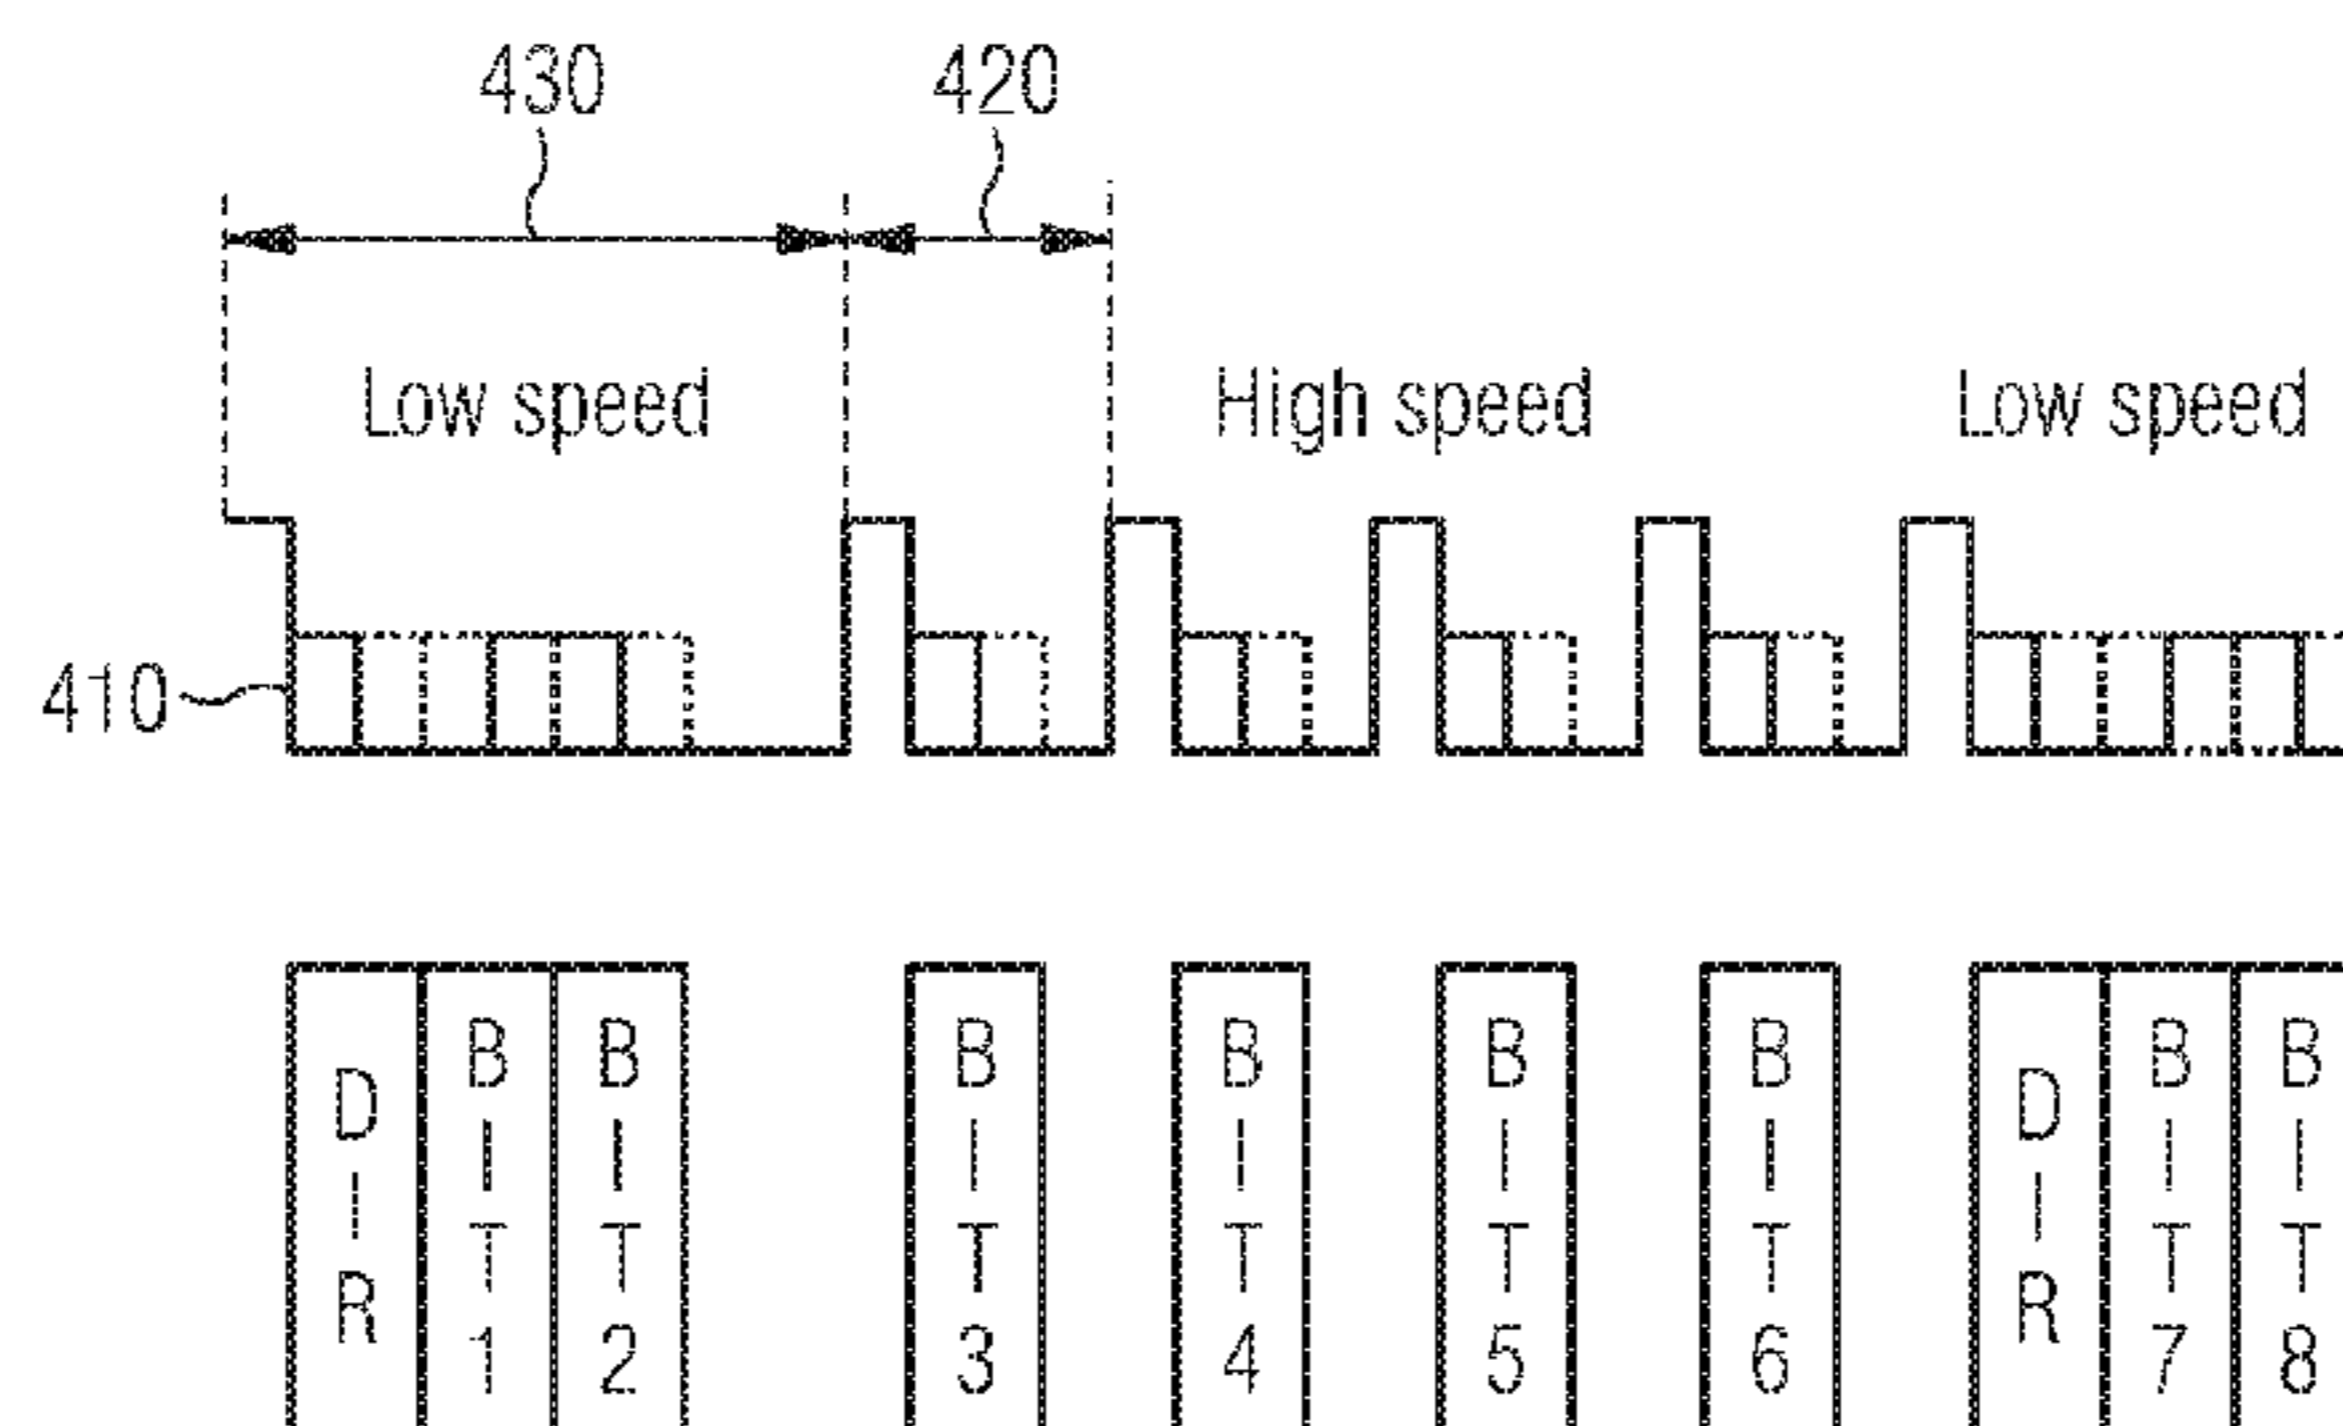 430
420
Low speed
High speed
Low speed
410
DIR
BIT1
BIT2
BIT3
BIT4
BIT5
BIT6
DIR
BIT7
BIT8